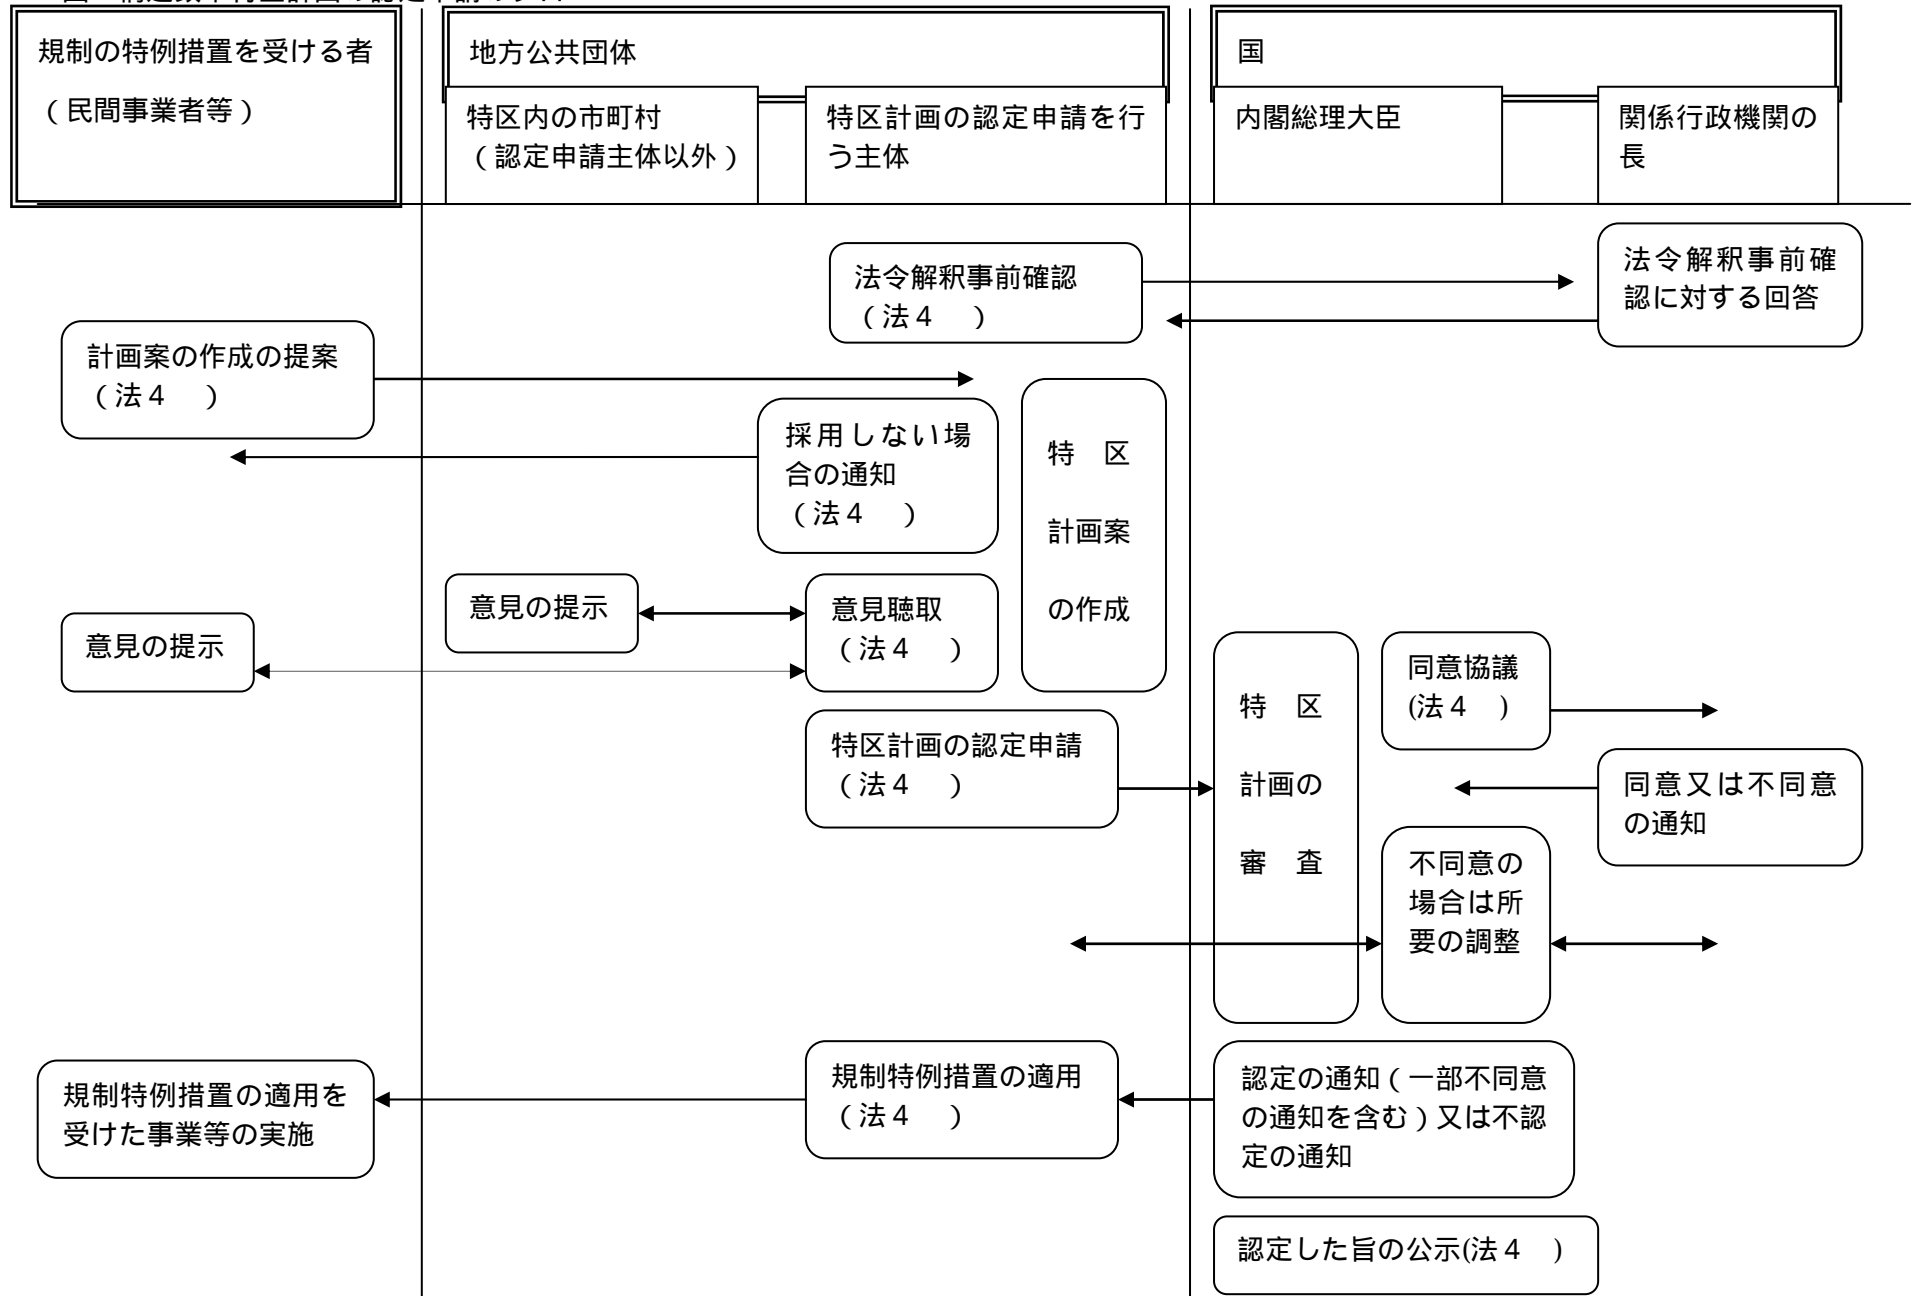 規制の特例措置を受ける者
（民間事業者等）
地方公共団体
特区内の市町村
（認定申請主体以外）
特区計画の認定申請を行
う主体
国
内閣総理大臣
関係行政機関の
長
法令解釈事前確認
（法４　）
法令解釈事前確
認に対する回答
計画案の作成の提案
（法４　）
採用しない場
合の通知
（法４　）
特　区
計画案
の作成
意見の提示
意見聴取
（法４　）
意見の提示
特区計画の認定申請
（法４　）
特　区
計画の
審　査
同意協議
(法４　)
同意又は不同意
の通知
不同意の
場合は所
要の調整
規制特例措置の適用を
受けた事業等の実施
規制特例措置の適用
（法４　）
認定の通知（一部不同意
の通知を含む）又は不認
定の通知
認定した旨の公示(法４　)